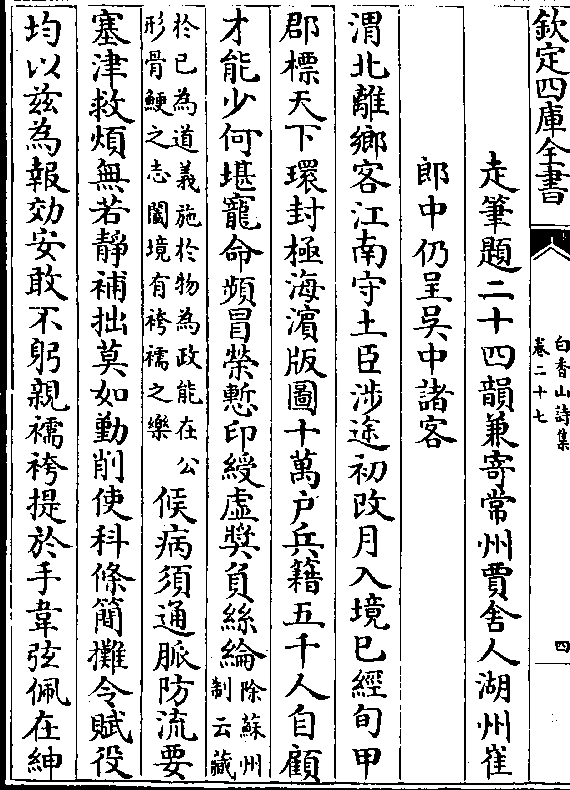 欽定四庫全書
白香山詩集
卷二十七
四
走筆題二十四韻兼寄常州賈舍人湖州崔
郎中仍呈吳中諸客
渭北離鄉客江南守土臣涉途初改月入境已經旬甲
郡標天下環封極海濵版圖十萬户兵籍五千人自顧
才能少何堪寵命頻冒榮慙印綬虚奬負絲綸除蘇州制云藏
於已為道義施於物為政能在公形骨鯁之志闔境有袴襦之樂候病須通脈防流要
塞津救煩無若靜補拙莫如勤削使科條簡攤令賦役
均以兹為報効安敢不躬親襦袴提於手韋弦佩在紳